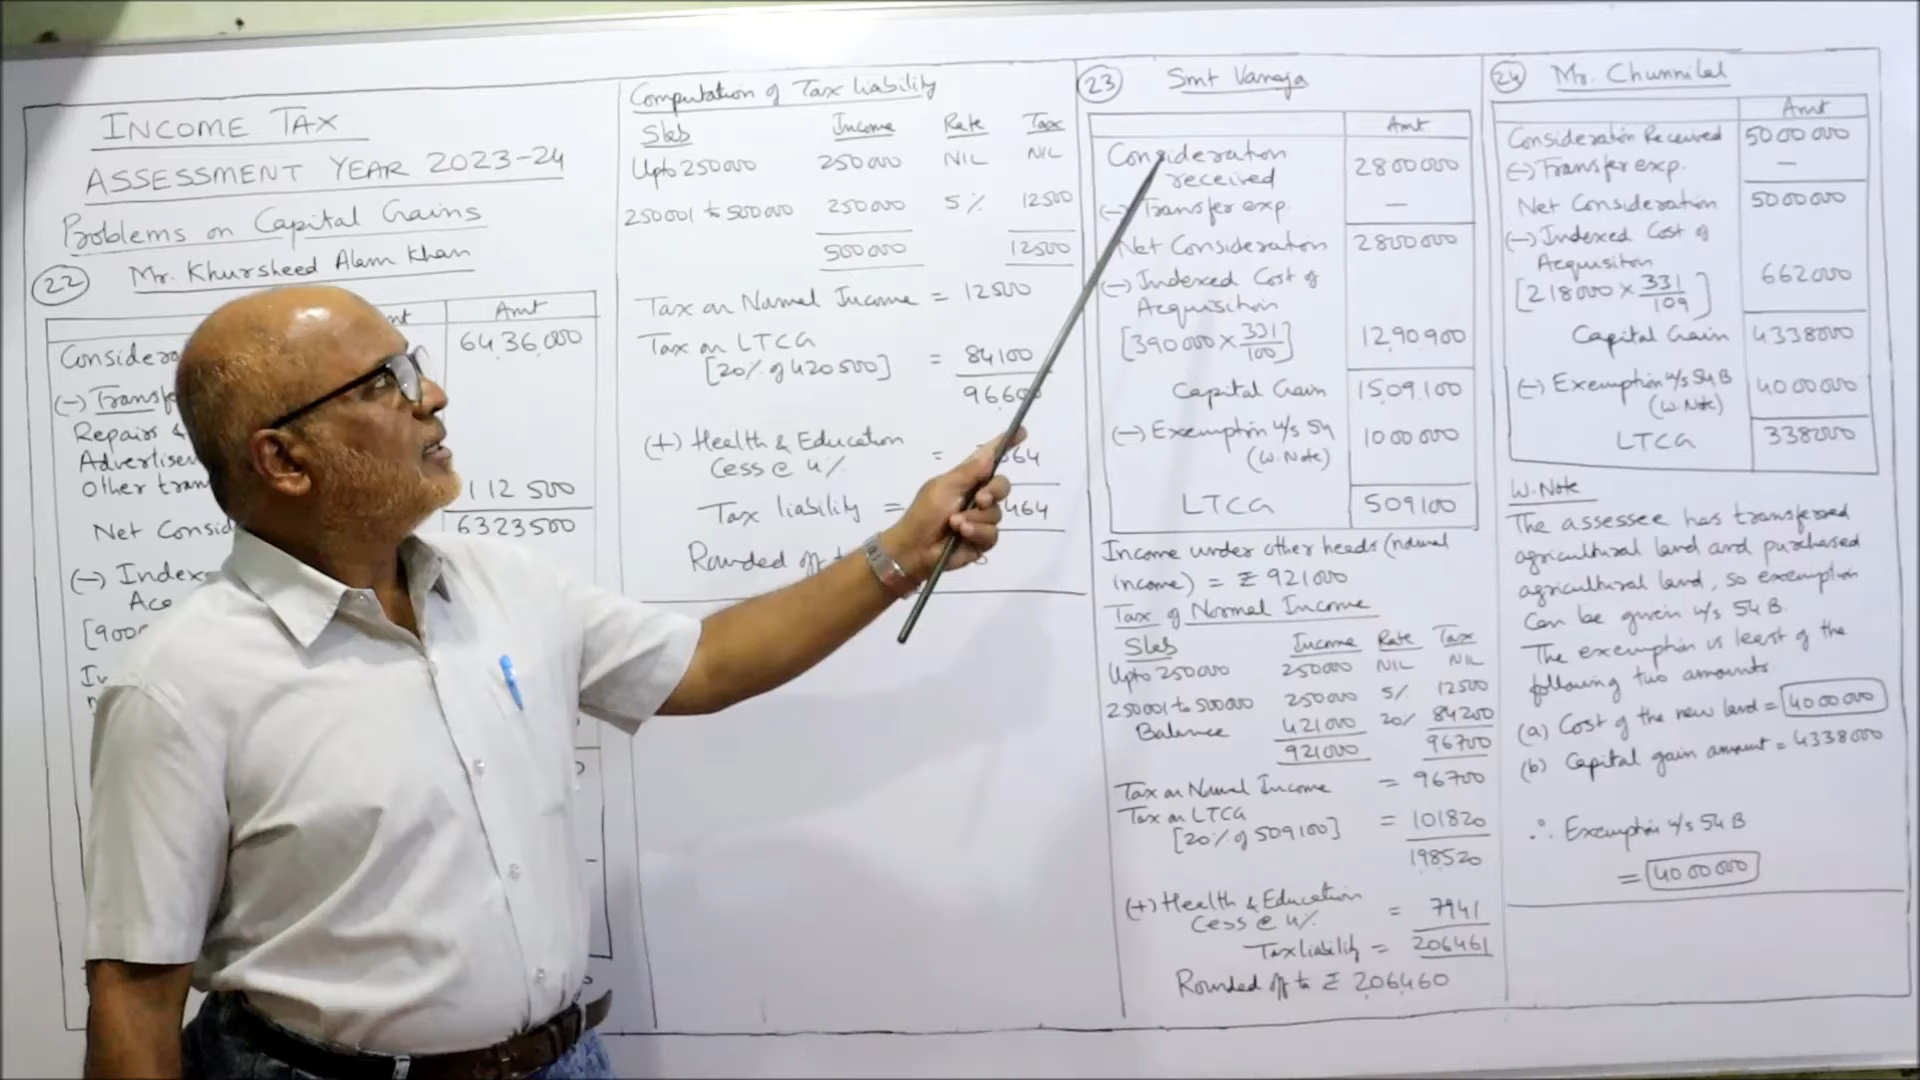 INCOME TAX
ASSESSMENT YEAR 2023-24
Problems on Capital Gains
(22) Mr. Khursheed Alam Khan
Amt
6436000
(-) Transf
Repairs &
Advertise
Other tran
112500
Net Consid
6323500
(-) Index
Computation of Tax liability
Slab Income Rate Tax
Upto 250000 250000 NIL NIL
250001 to 500000 250000 5% 12500
500000 12500
Tax on Normal Income = 12500
Tax on LTCG
[20% of 420500] = 84100
(+) Health & Education
Cess @ 4% =
Tax liability =
Rounded off to
(23) Smt Vanaja
Amt
Consideration
received 2800000
(-) Transfer exp. —
Net Consideration 2800000
(-) Indexed Cost of
Acquisition
[390000 × 331/100] 1290900
Capital Gain 1509100
(-) Exemption u/s 54 1000000
(W.Note)
LTCG 509100
Income under other heads (normal
income) = ₹ 921000
Tax of Normal Income
Slab Income Rate Tax
Upto 250000 250000 NIL NIL
250001 to 500000 250000 5% 12500
Balance 421000 20% 84200
921000 96700
Tax on Normal Income = 96700
Tax on LTCG
[20% of 509100] = 101820
198520
(+) Health & Education
Cess @ 4% = 7941
Tax liability = 206461
Rounded off to ₹ 206460
(24) Mr. Chunnilal
Amt
Consideration Received 5000000
(-) Transfer exp. —
Net Consideration 5000000
(-) Indexed Cost of
Acquisition
[218000 × 331/109] 662000
Capital Gain 4338000
(-) Exemption u/s 54B 4000000
(W.Note)
LTCG 338000
W.Note
The assessee has transferred
agricultural land and purchased
agricultural land, so exemption
can be given u/s 54B.
The exemption is least of the
following two amounts
(a) Cost of the new land = 4000000
(b) Capital gain amount = 4338000
∴ Exemption u/s 54B
= 4000000